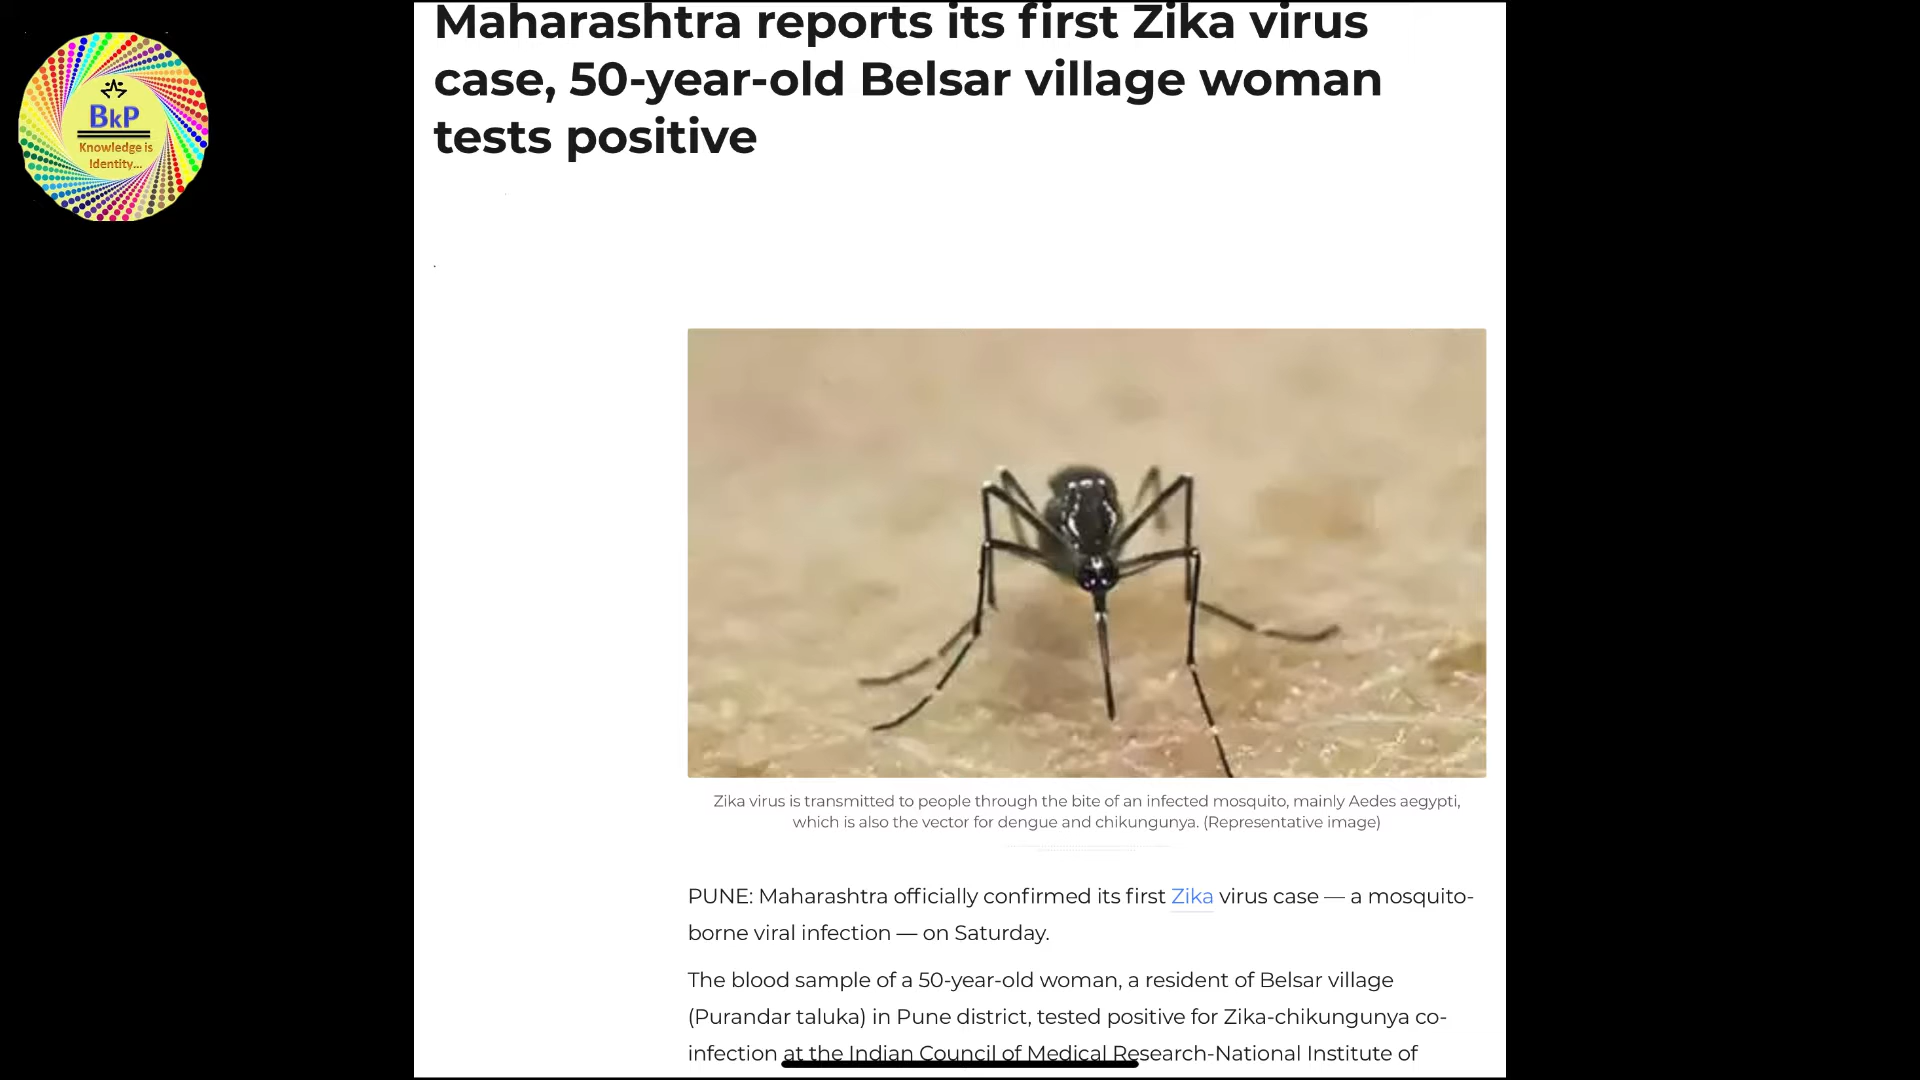 BkP
Knowledge is
Identity...
Maharashtra reports its first Zika virus
case, 50-year-old Belsar village woman
tests positive
Zika virus is transmitted to people through the bite of an infected mosquito, mainly Aedes aegypti,
which is also the vector for dengue and chikungunya. (Representative image)
PUNE: Maharashtra officially confirmed its first Zika virus case — a mosquito-
borne viral infection — on Saturday.
The blood sample of a 50-year-old woman, a resident of Belsar village
(Purandar taluka) in Pune district, tested positive for Zika-chikungunya co-
infection at the Indian Council of Medical Research-National Institute of